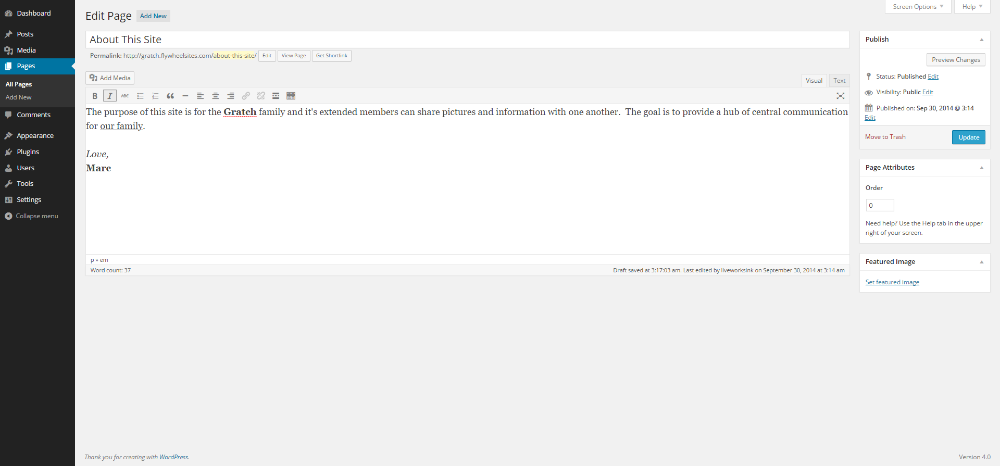 Dashboard
Posts
Media
Pages
All Pages
Add New
Comments
Appearance
Plugins
Users
Tools
Settings
Collapse menu
Screen Options
Help
Edit Page
Add New
About This Site
Permalink: http://gratch.flywheelsites.com/about-this-site/ Edit View Page Get Shortlink
Add Media
Visual Text
B I ABC
The purpose of this site is for the Gratch family and it's extended members can share pictures and information with one another.  The goal is to provide a hub of central communication
for our family.
Love,
Marc
p » em
Word count: 37
Draft saved at 3:17:03 am. Last edited by liveworksink on September 30, 2014 at 3:14 am
Publish
Preview Changes
Status: Published Edit
Visibility: Public Edit
Published on: Sep 30, 2014 @ 3:14
Edit
Move to Trash
Update
Page Attributes
Order
0
Need help? Use the Help tab in the upper
right of your screen.
Featured Image
Set featured image
Thank you for creating with WordPress.
Version 4.0